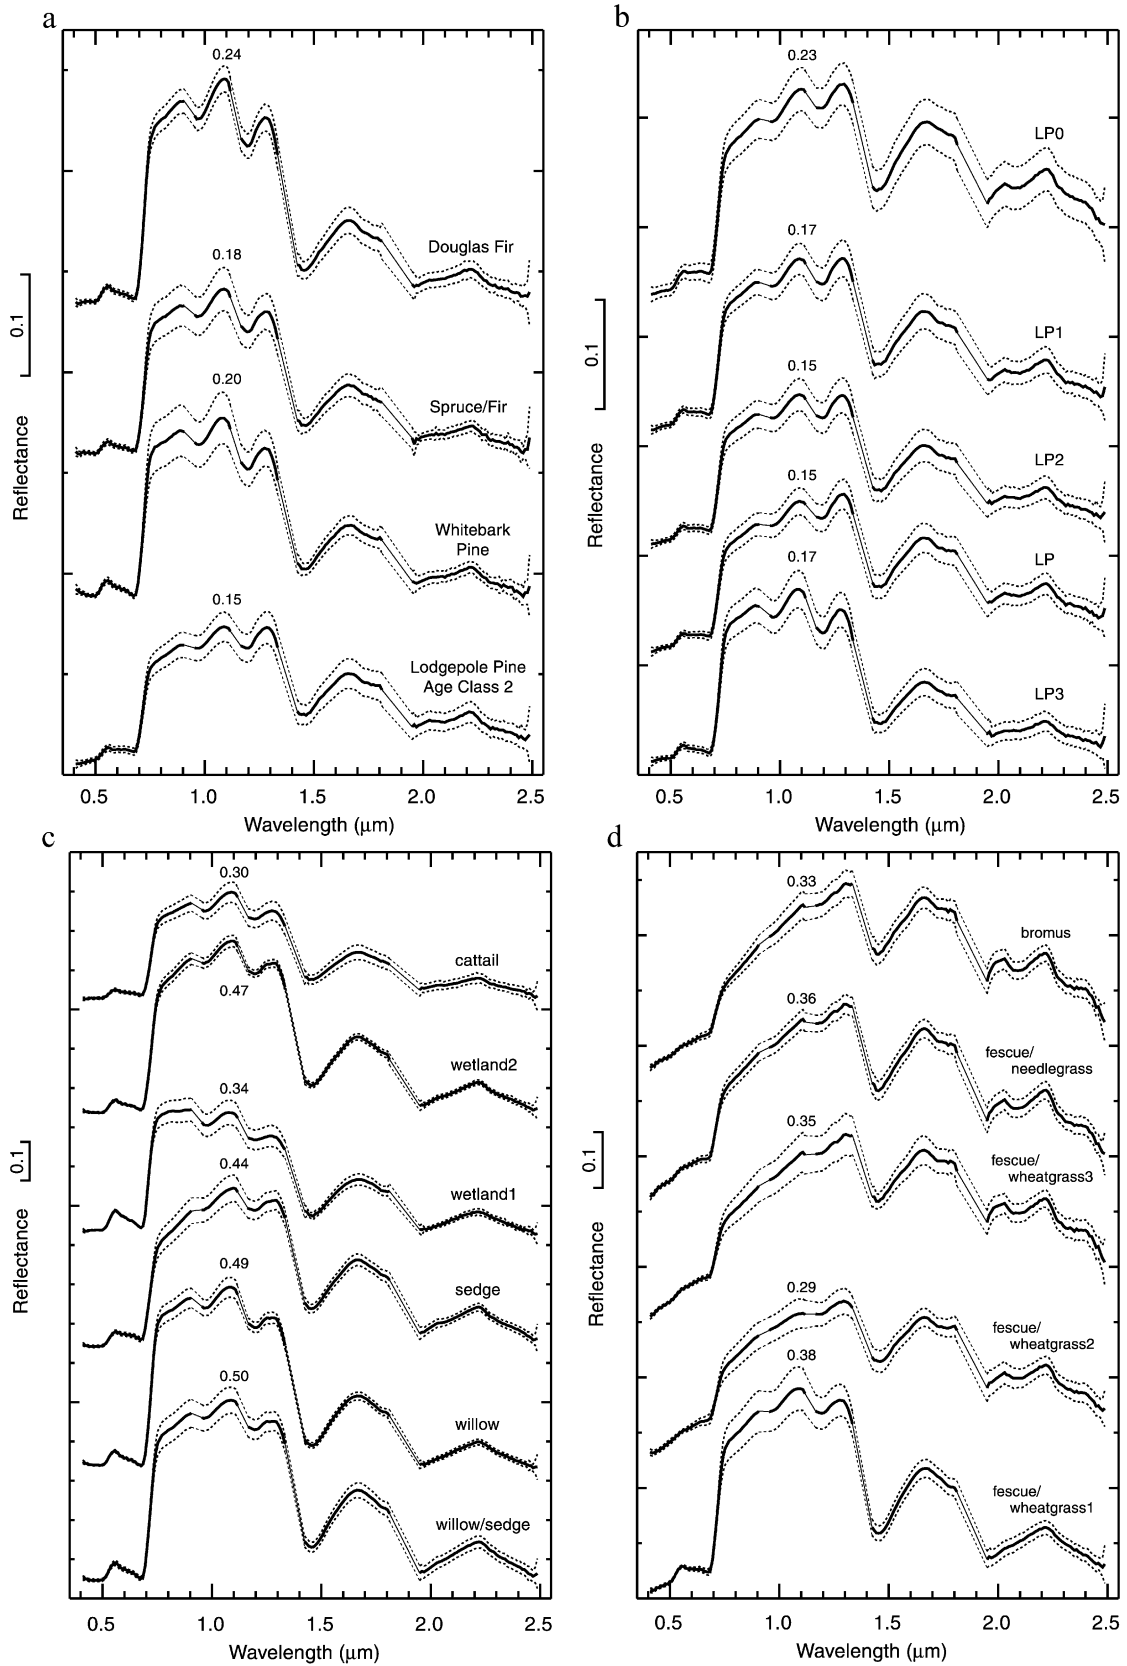 a
0.24
Douglas Fir
0.18
Spruce/Fir
0.20
Whitebark
Pine
0.15
Lodgepole Pine
Age Class 2
0.1
Reflectance
0.5 1.0 1.5 2.0 2.5
Wavelength (μm)
b
0.23
LP0
0.17
LP1
0.15
LP2
0.15
LP
0.17
LP3
0.1
Reflectance
0.5 1.0 1.5 2.0 2.5
Wavelength (μm)
c
0.30
cattail
0.47
wetland2
0.34
wetland1
0.44
sedge
0.49
willow
0.50
willow/sedge
0.1
Reflectance
0.5 1.0 1.5 2.0 2.5
Wavelength (μm)
d
0.33
bromus
0.36
fescue/
needlegrass
0.35
fescue/
wheatgrass3
0.29
fescue/
wheatgrass2
0.38
fescue/
wheatgrass1
0.1
Reflectance
0.5 1.0 1.5 2.0 2.5
Wavelength (μm)